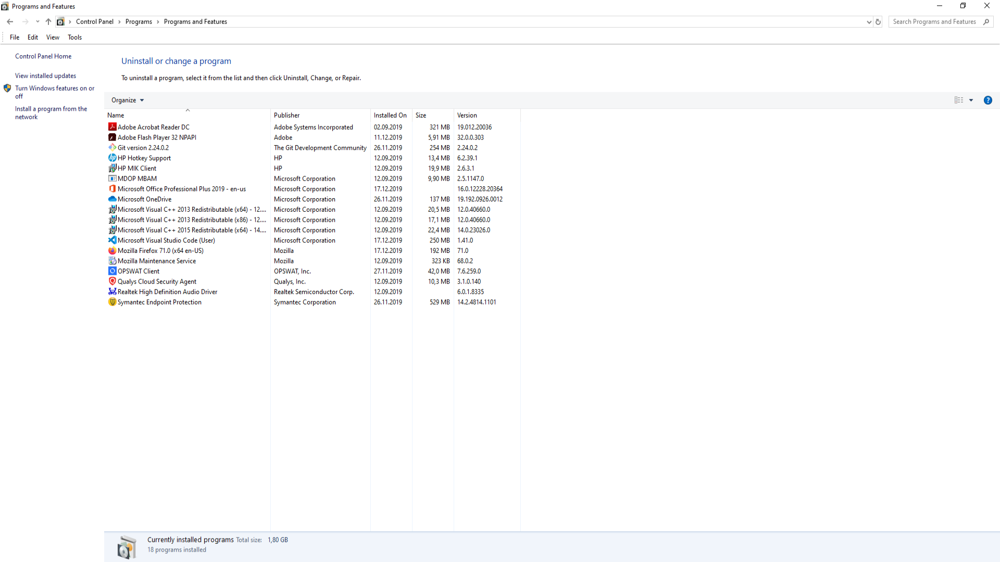 Programs and Features
Control Panel > Programs > Programs and Features
Search Programs and Features
File Edit View Tools
Control Panel Home
View installed updates
Turn Windows features on or
off
Install a program from the
network
Uninstall or change a program
To uninstall a program, select it from the list and then click Uninstall, Change, or Repair.
Organize
Name Publisher Installed On Size Version
Adobe Acrobat Reader DC Adobe Systems Incorporated 02.09.2019 321 MB 19.012.20036
Adobe Flash Player 32 NPAPI Adobe 11.12.2019 5,91 MB 32.0.0.303
Git version 2.24.0.2 The Git Development Community 26.11.2019 254 MB 2.24.0.2
HP Hotkey Support HP 12.09.2019 13,4 MB 6.2.39.1
HP MIK Client HP 12.09.2019 19,9 MB 2.6.3.1
MDOP MBAM Microsoft Corporation 12.09.2019 9,90 MB 2.5.1147.0
Microsoft Office Professional Plus 2019 - en-us Microsoft Corporation 17.12.2019 16.0.12228.20364
Microsoft OneDrive Microsoft Corporation 26.11.2019 137 MB 19.192.0926.0012
Microsoft Visual C++ 2013 Redistributable (x64) - 12.... Microsoft Corporation 12.09.2019 20,5 MB 12.0.40660.0
Microsoft Visual C++ 2013 Redistributable (x86) - 12.... Microsoft Corporation 12.09.2019 17,1 MB 12.0.40660.0
Microsoft Visual C++ 2015 Redistributable (x64) - 14.... Microsoft Corporation 12.09.2019 22,4 MB 14.0.23026.0
Microsoft Visual Studio Code (User) Microsoft Corporation 17.12.2019 250 MB 1.41.0
Mozilla Firefox 71.0 (x64 en-US) Mozilla 17.12.2019 192 MB 71.0
Mozilla Maintenance Service Mozilla 12.09.2019 323 KB 68.0.2
OPSWAT Client OPSWAT, Inc. 27.11.2019 42,0 MB 7.6.259.0
Qualys Cloud Security Agent Qualys, Inc. 12.09.2019 10,3 MB 3.1.0.140
Realtek High Definition Audio Driver Realtek Semiconductor Corp. 12.09.2019 6.0.1.8335
Symantec Endpoint Protection Symantec Corporation 26.11.2019 529 MB 14.2.4814.1101
Currently installed programs Total size: 1,80 GB
18 programs installed